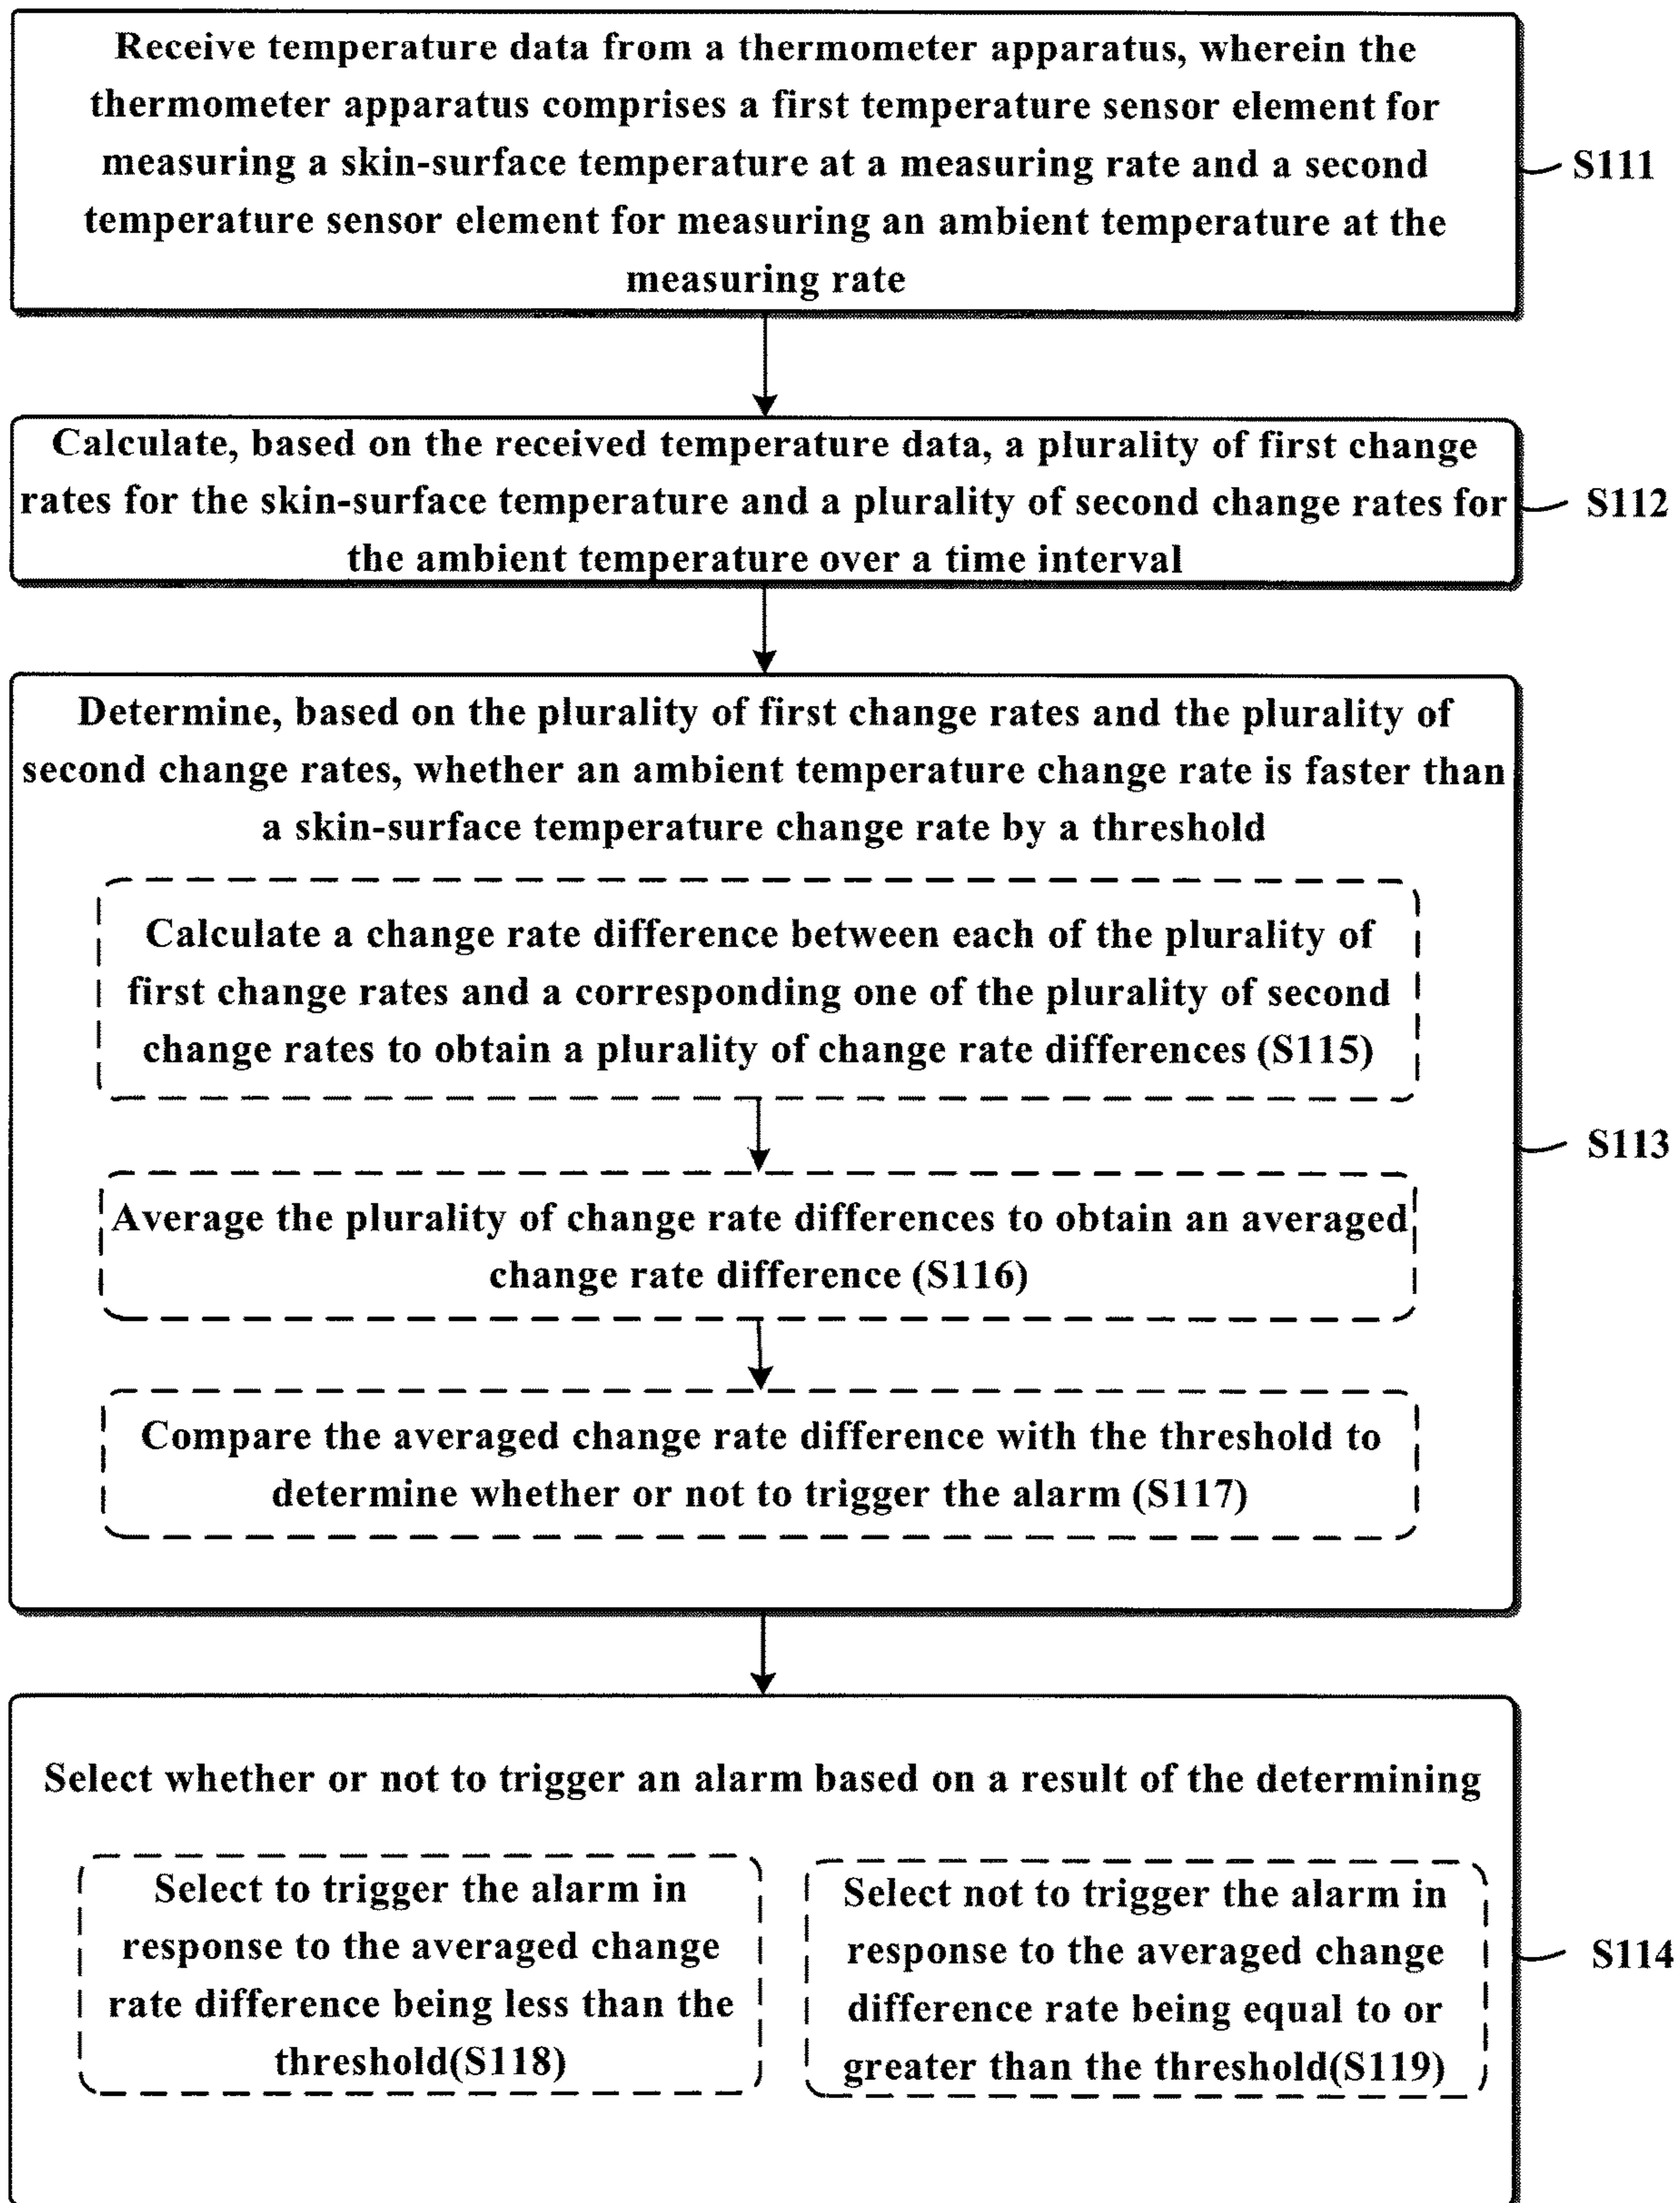 Receive temperature data from a thermometer apparatus, wherein the
thermometer apparatus comprises a first temperature sensor element for
measuring a skin-surface temperature at a measuring rate and a second
temperature sensor element for measuring an ambient temperature at the
measuring rate
S111
Calculate, based on the received temperature data, a plurality of first change
rates for the skin-surface temperature and a plurality of second change rates for
the ambient temperature over a time interval
S112
Determine, based on the plurality of first change rates and the plurality of
second change rates, whether an ambient temperature change rate is faster than
a skin-surface temperature change rate by a threshold
Calculate a change rate difference between each of the plurality of
first change rates and a corresponding one of the plurality of second
change rates to obtain a plurality of change rate differences (S115)
Average the plurality of change rate differences to obtain an averaged
change rate difference (S116)
Compare the averaged change rate difference with the threshold to
determine whether or not to trigger the alarm (S117)
S113
Select whether or not to trigger an alarm based on a result of the determining
Select to trigger the alarm in
response to the averaged change
rate difference being less than the
threshold(S118)
Select not to trigger the alarm in
response to the averaged change
difference rate being equal to or
greater than the threshold(S119)
S114